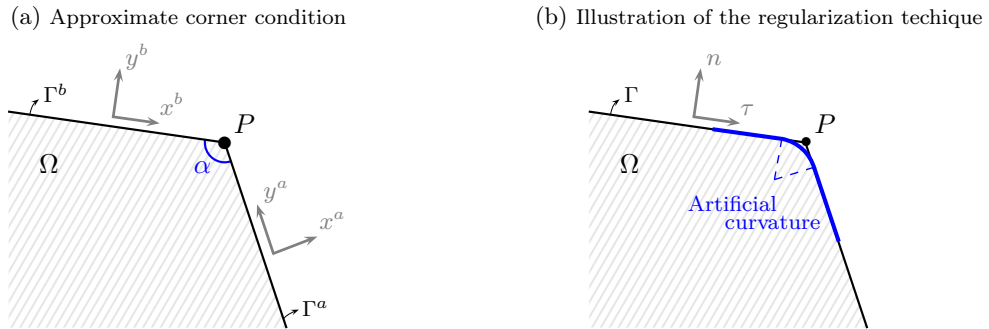 (a) Approximate corner condition
y^b
Γ^b
x^b
P
Ω
α
y^a
x^a
Γ^a
(b) Illustration of the regularization techique
n
Γ
τ
P
Ω
Artificial
curvature